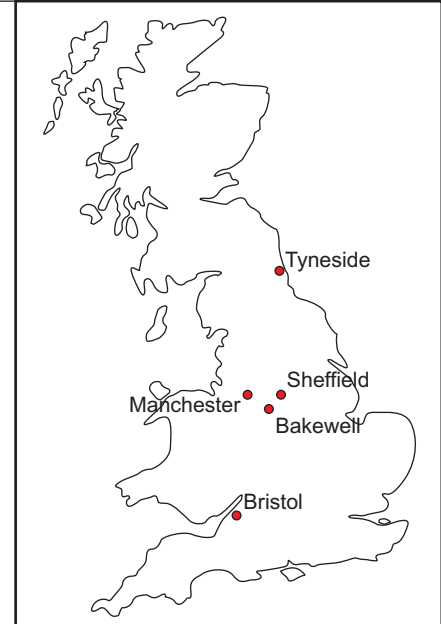 Tyneside
Sheffield
Manchester
Bakewell
Bristol